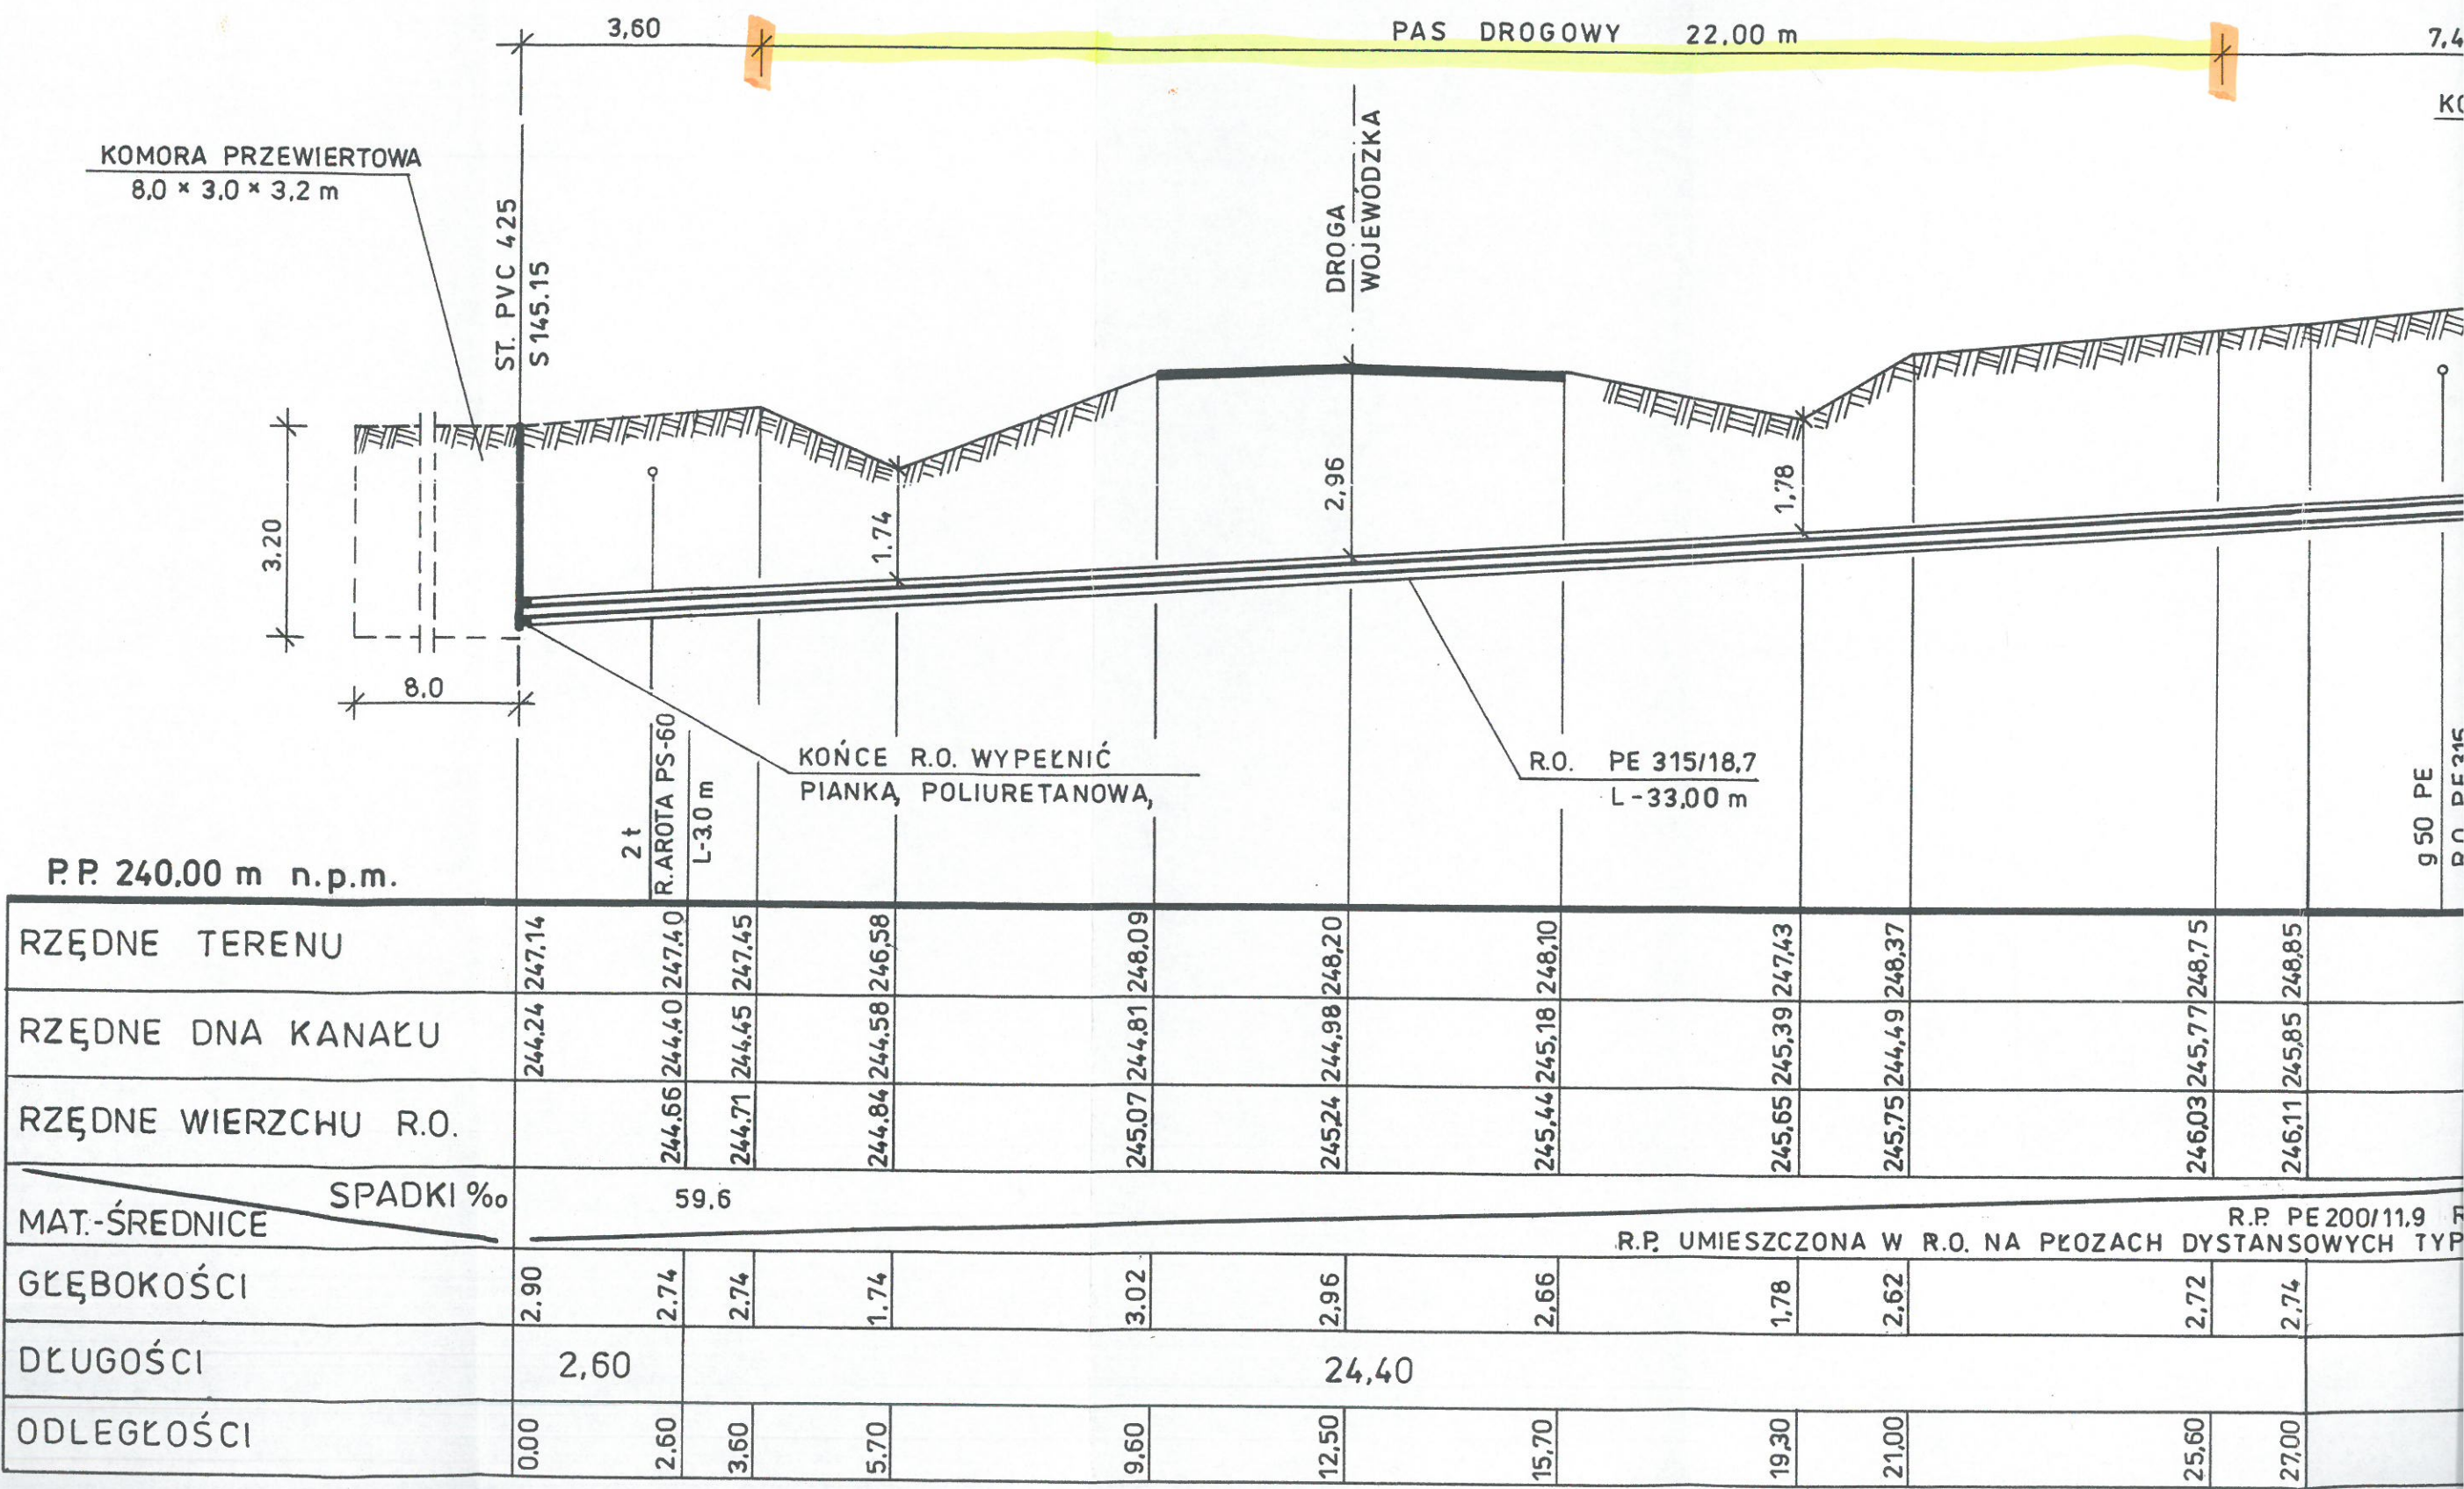 3,60
PAS DROGOWY 22,00 m
7,4
KOMORA PRZEWIERTOWA
8,0 × 3,0 × 3,2 m
ST. PVC 425
S 145.15
DROGA
WOJEWÓDZKA
3,20
8,0
1.74
2,96
1,78
KOŃCE R.O. WYPEŁNIĆ
PIANKĄ POLIURETANOWĄ
R.O. PE 315/18,7
L-33,00 m
2 t
R. AROTA PS-60
L-3.0 m
g 50 PE
R.O. PE 315
P.P. 240,00 m n.p.m.
RZĘDNE TERENU 247,14 247,40 247.45 246,58 248,09 248,20 248,10 247,43 248,37 248,75 248,85
RZĘDNE DNA KANAŁU 244,24 244.40 244.45 244.58 244.81 244,98 245,18 245,39 244,49 245,77 245,85
RZĘDNE WIERZCHU R.O. 244.66 244.71 244.84 245.07 245,24 245,44 245,65 245,75 246,03 246,11
SPADKI ‰ 59,6
MAT.-ŚREDNICE
R.P. PE 200/11,9
R.P. UMIESZCZONA W R.O. NA PŁOZACH DYSTANSOWYCH TYP
GŁĘBOKOŚCI 2.90 2.74 2.74 1.74 3.02 2,96 2,66 1,78 2,62 2,72 2,74
DŁUGOŚCI 2,60 24,40
ODLEGŁOŚCI 0.00 2.60 3,60 5,70 9,60 12,50 15,70 19,30 21,00 25,60 27,00